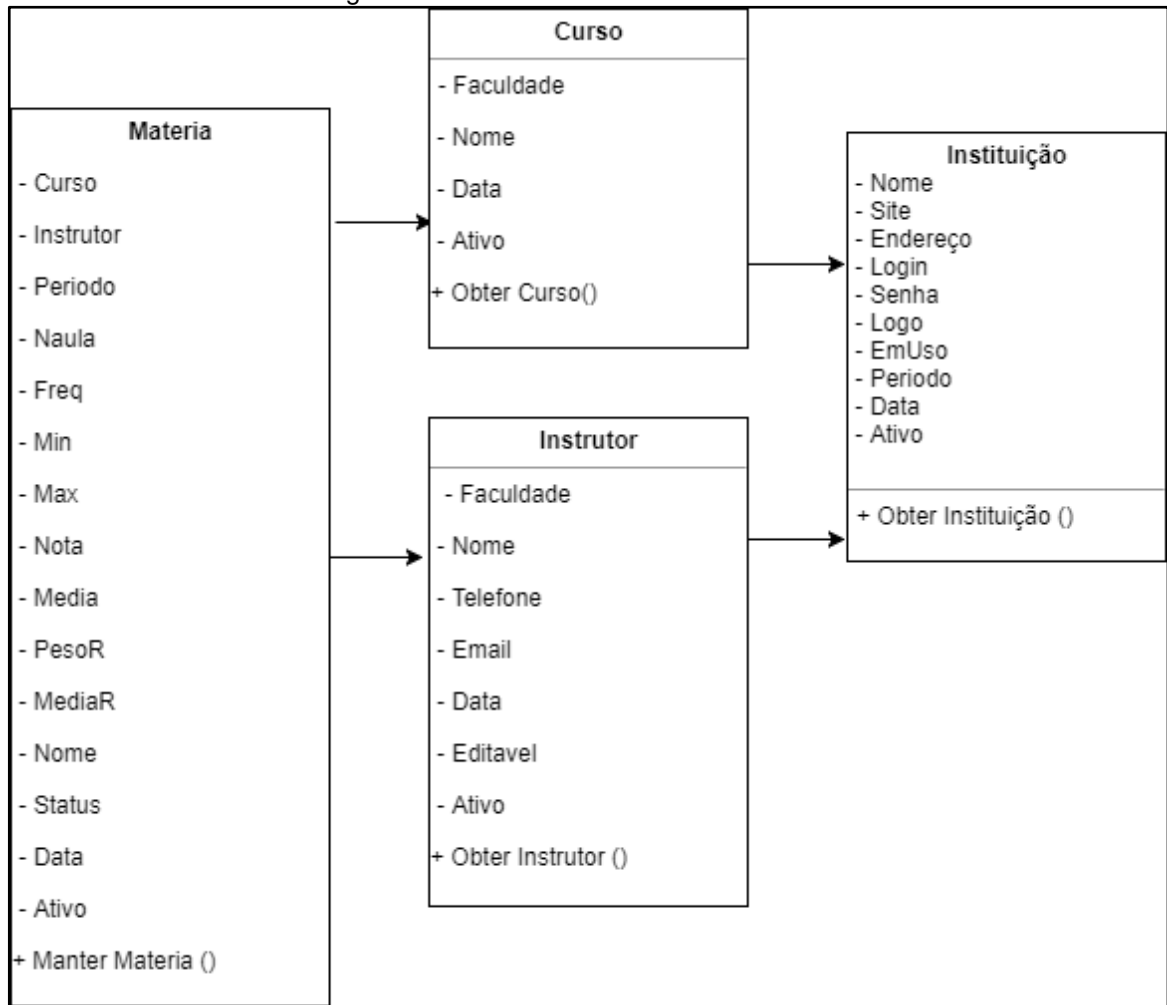 Materia
- Curso
- Instrutor
- Periodo
- Naula
- Freq
- Min
- Max
- Nota
- Media
- PesoR
- MediaR
- Nome
- Status
- Data
- Ativo
+ Manter Materia ()
Curso
- Faculdade
- Nome
- Data
- Ativo
+ Obter Curso()
Instrutor
- Faculdade
- Nome
- Telefone
- Email
- Data
- Editavel
- Ativo
+ Obter Instrutor ()
Instituição
- Nome
- Site
- Endereço
- Login
- Senha
- Logo
- EmUso
- Periodo
- Data
- Ativo
+ Obter Instituição ()